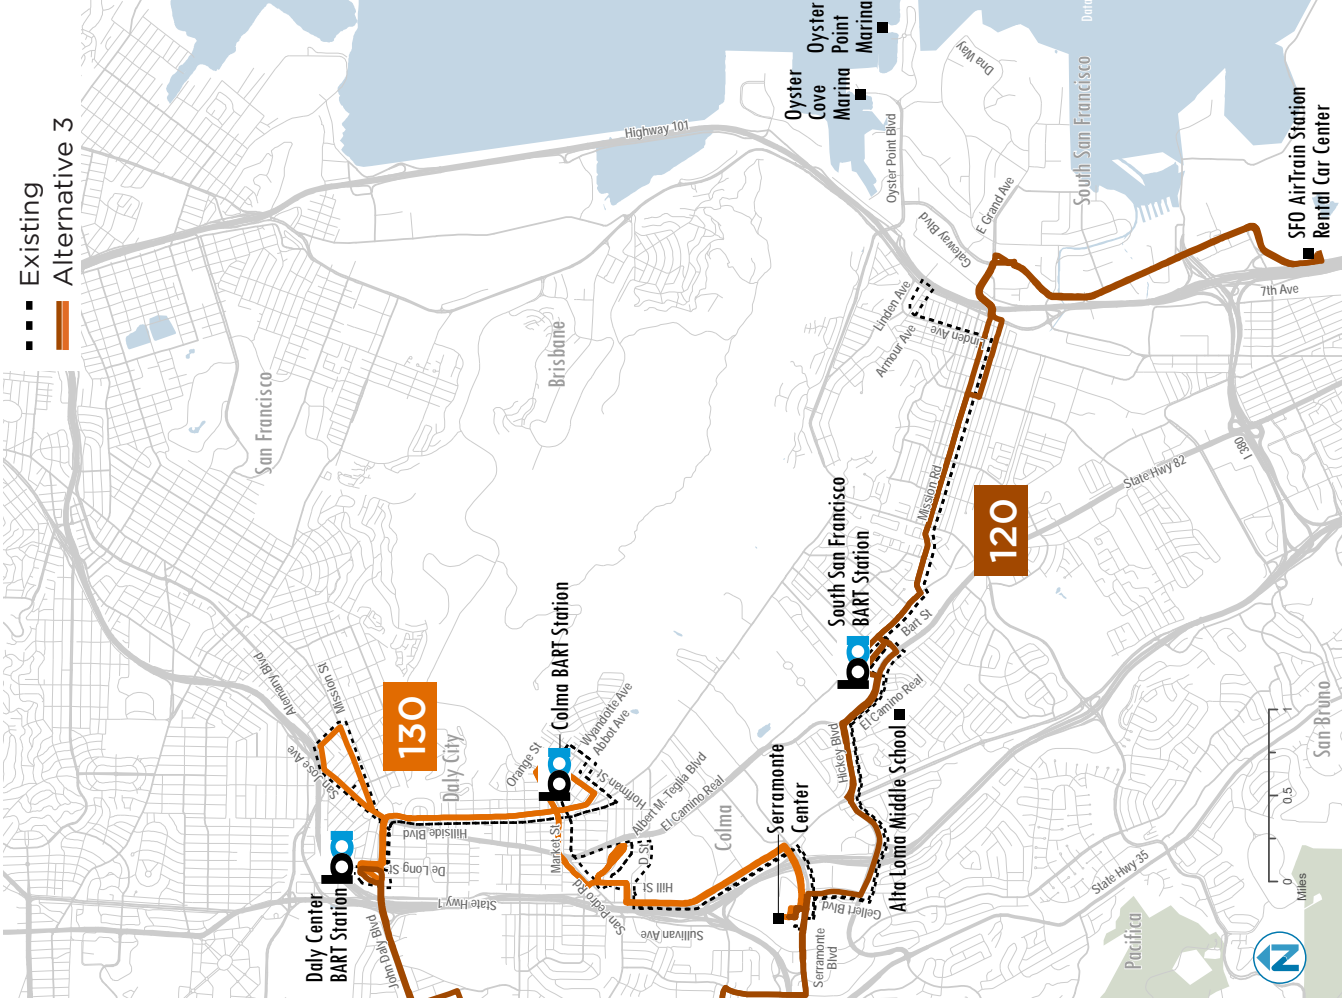 Existing
Alternative 3
San Francisco
Brisbane
Highway 101
Oyster
Point
Marina
Oyster
Cove
Marina
Oyster Point Blvd
Dna Way
Data
South San Francisco
E Grand Ave
Gateway Blvd
SFO AirTrain Station
Rental Car Center
7th Ave
Linden Ave
Armour Ave
Linden Ave
I 380
State Hwy 82
Mission Rd
120
South San Francisco
BART Station
ba
Bart St
El Camino Real
Hickey Blvd
Alta Loma Middle School
Serramonte
Center
Gellert Blvd
Serramonte
Blvd
Colma BART Station
ba
Wyandotte Ave
Abbot Ave
Hoffman St
Orange St
Albert M. Teglia Blvd
El Camino Real
Colma
Market St
D St
Hill St
San Pedro Rd
Sullivan Ave
State Hwy 1
130
Daly City
Hillside Blvd
De Long St
Alemany Blvd
Mission St
San Jose Ave
Daly Center
BART Station
ba
John Daly Blvd
State Hwy 35
Pacifica
San Bruno
0
0.5
1
Miles
N